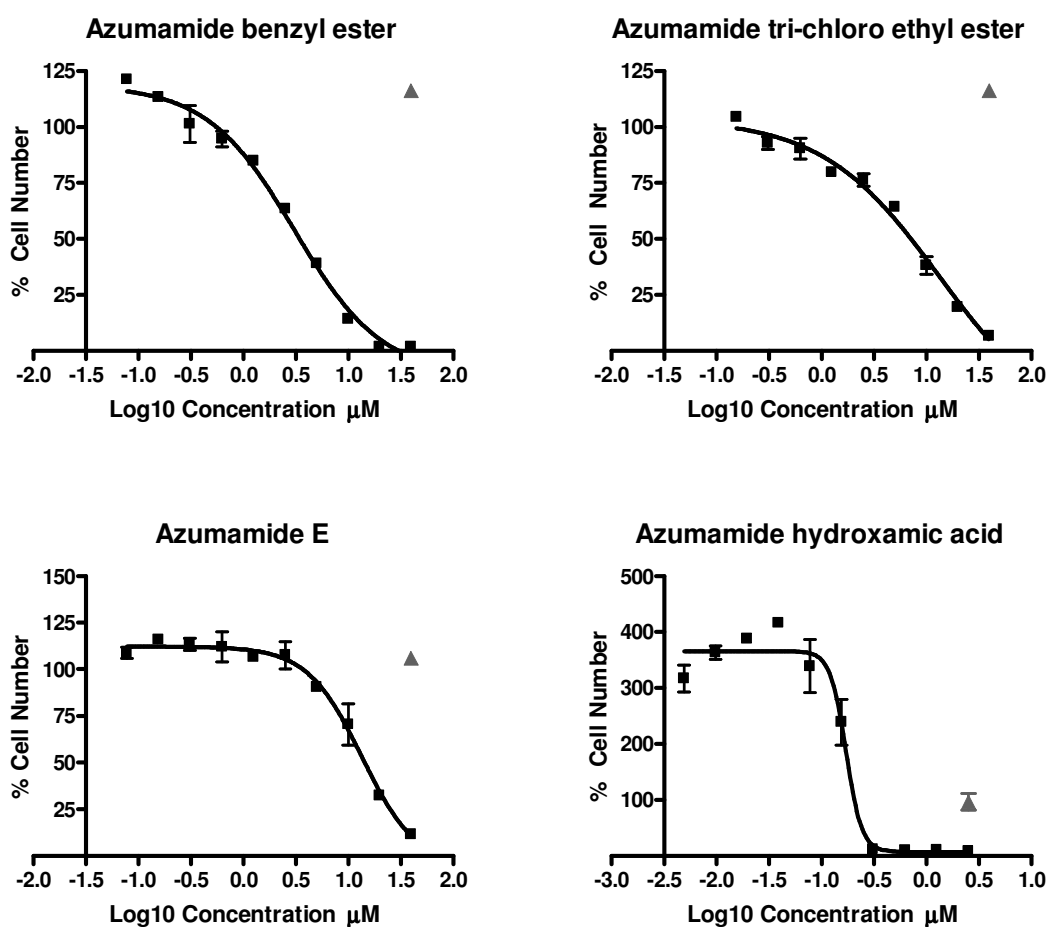 Azumamide benzyl ester
125
100
75
50
25
% Cell Number
-2.0 -1.5 -1.0 -0.5 0.0 0.5 1.0 1.5 2.0
Log10 Concentration μM
Azumamide tri-chloro ethyl ester
125
100
75
50
25
% Cell Number
-2.0 -1.5 -1.0 -0.5 0.0 0.5 1.0 1.5 2.0
Log10 Concentration μM
Azumamide E
150
125
100
75
50
25
% Cell Number
-2.0 -1.5 -1.0 -0.5 0.0 0.5 1.0 1.5 2.0
Log10 Concentration μM
Azumamide hydroxamic acid
500
400
300
200
100
% Cell Number
-3.0 -2.5 -2.0 -1.5 -1.0 -0.5 0.0 0.5 1.0
Log10 Concentration μM